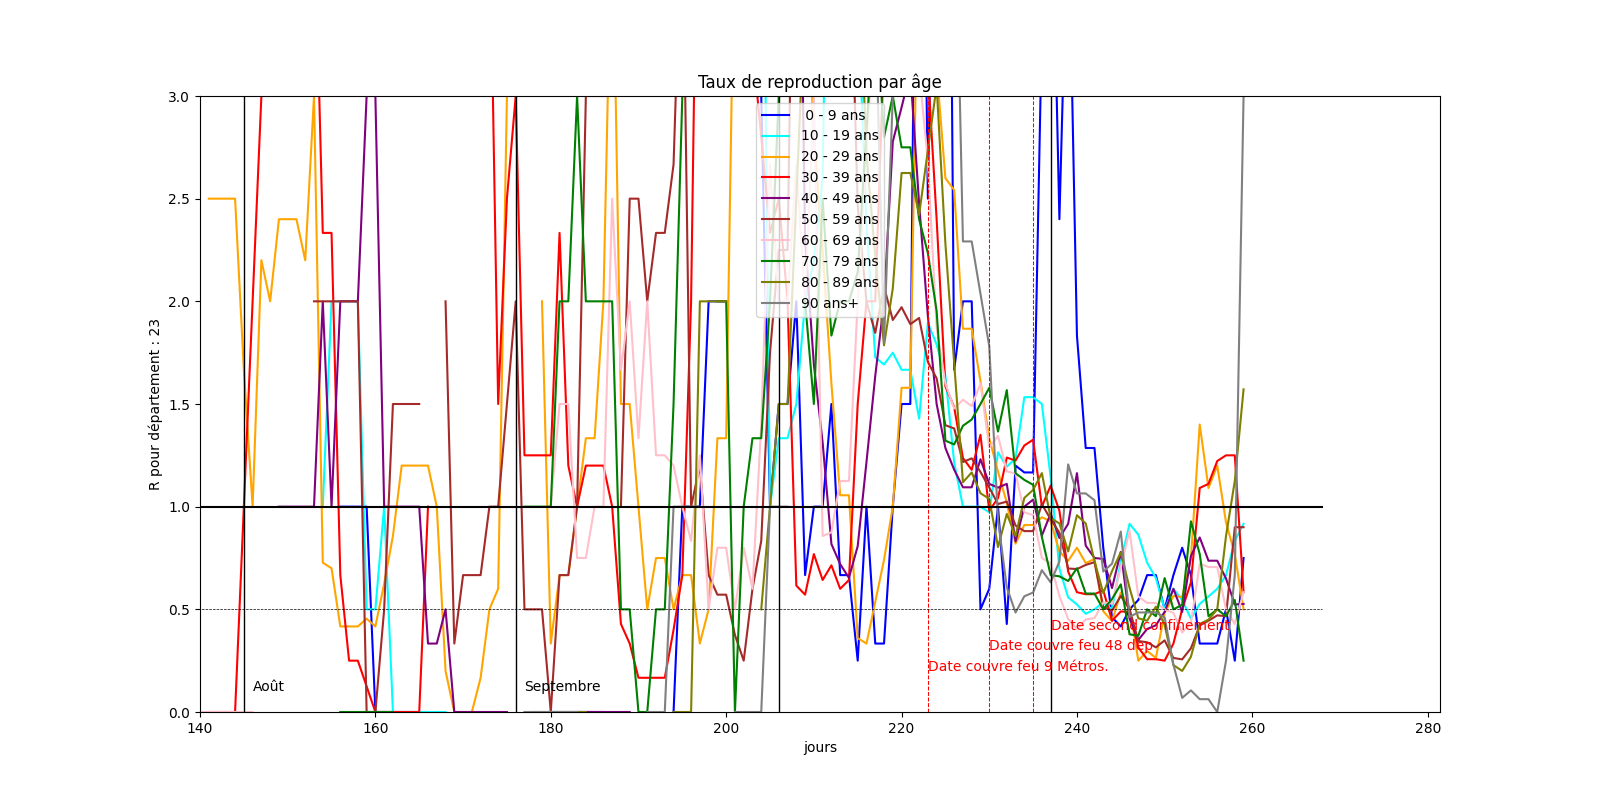 Taux de reproduction par âge
3.0
2.5
2.0
1.5
1.0
0.5
0.0
R pour département : 23
0 - 9 ans
10 - 19 ans
20 - 29 ans
30 - 39 ans
40 - 49 ans
50 - 59 ans
60 - 69 ans
70 - 79 ans
80 - 89 ans
90 ans+
Date second confinement
Date couvre feu 48 dep.
Date couvre feu 9 Métros.
Août
Septembre
140 160 180 200 220 240 260 280
jours